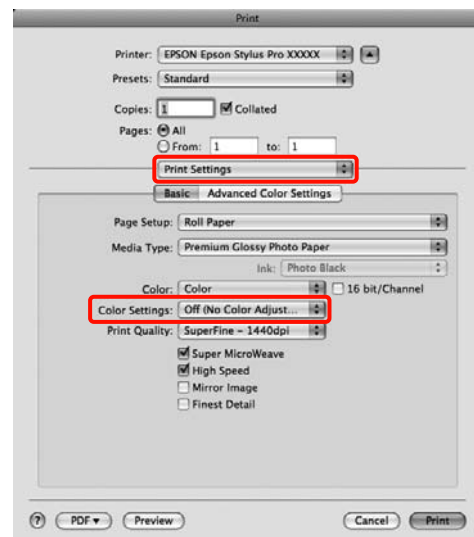 Print
Printer: EPSON Epson Stylus Pro XXXXX
Presets: Standard
Copies: 1 Collated
Pages: All
From: 1 to: 1
Print Settings
Basic Advanced Color Settings
Page Setup: Roll Paper
Media Type: Premium Glossy Photo Paper
Ink: Photo Black
Color: Color 16 bit/Channel
Color Settings: Off (No Color Adjust...
Print Quality: SuperFine - 1440dpi
Super MicroWeave
High Speed
Mirror Image
Finest Detail
? PDF Preview Cancel Print